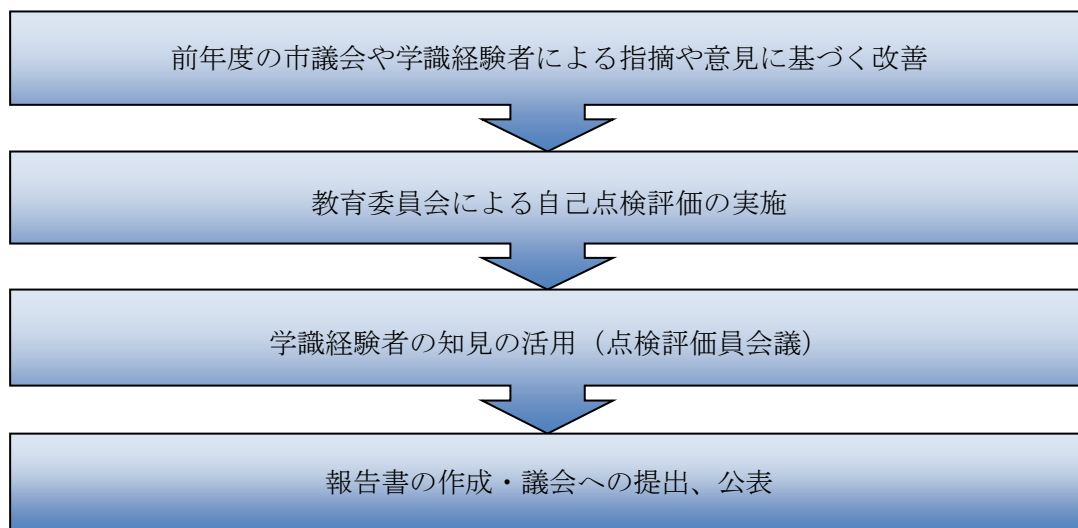 前年度の市議会や学識経験者による指摘や意見に基づく改善
教育委員会による自己点検評価の実施
学識経験者の知見の活用（点検評価員会議）
報告書の作成・議会への提出、公表